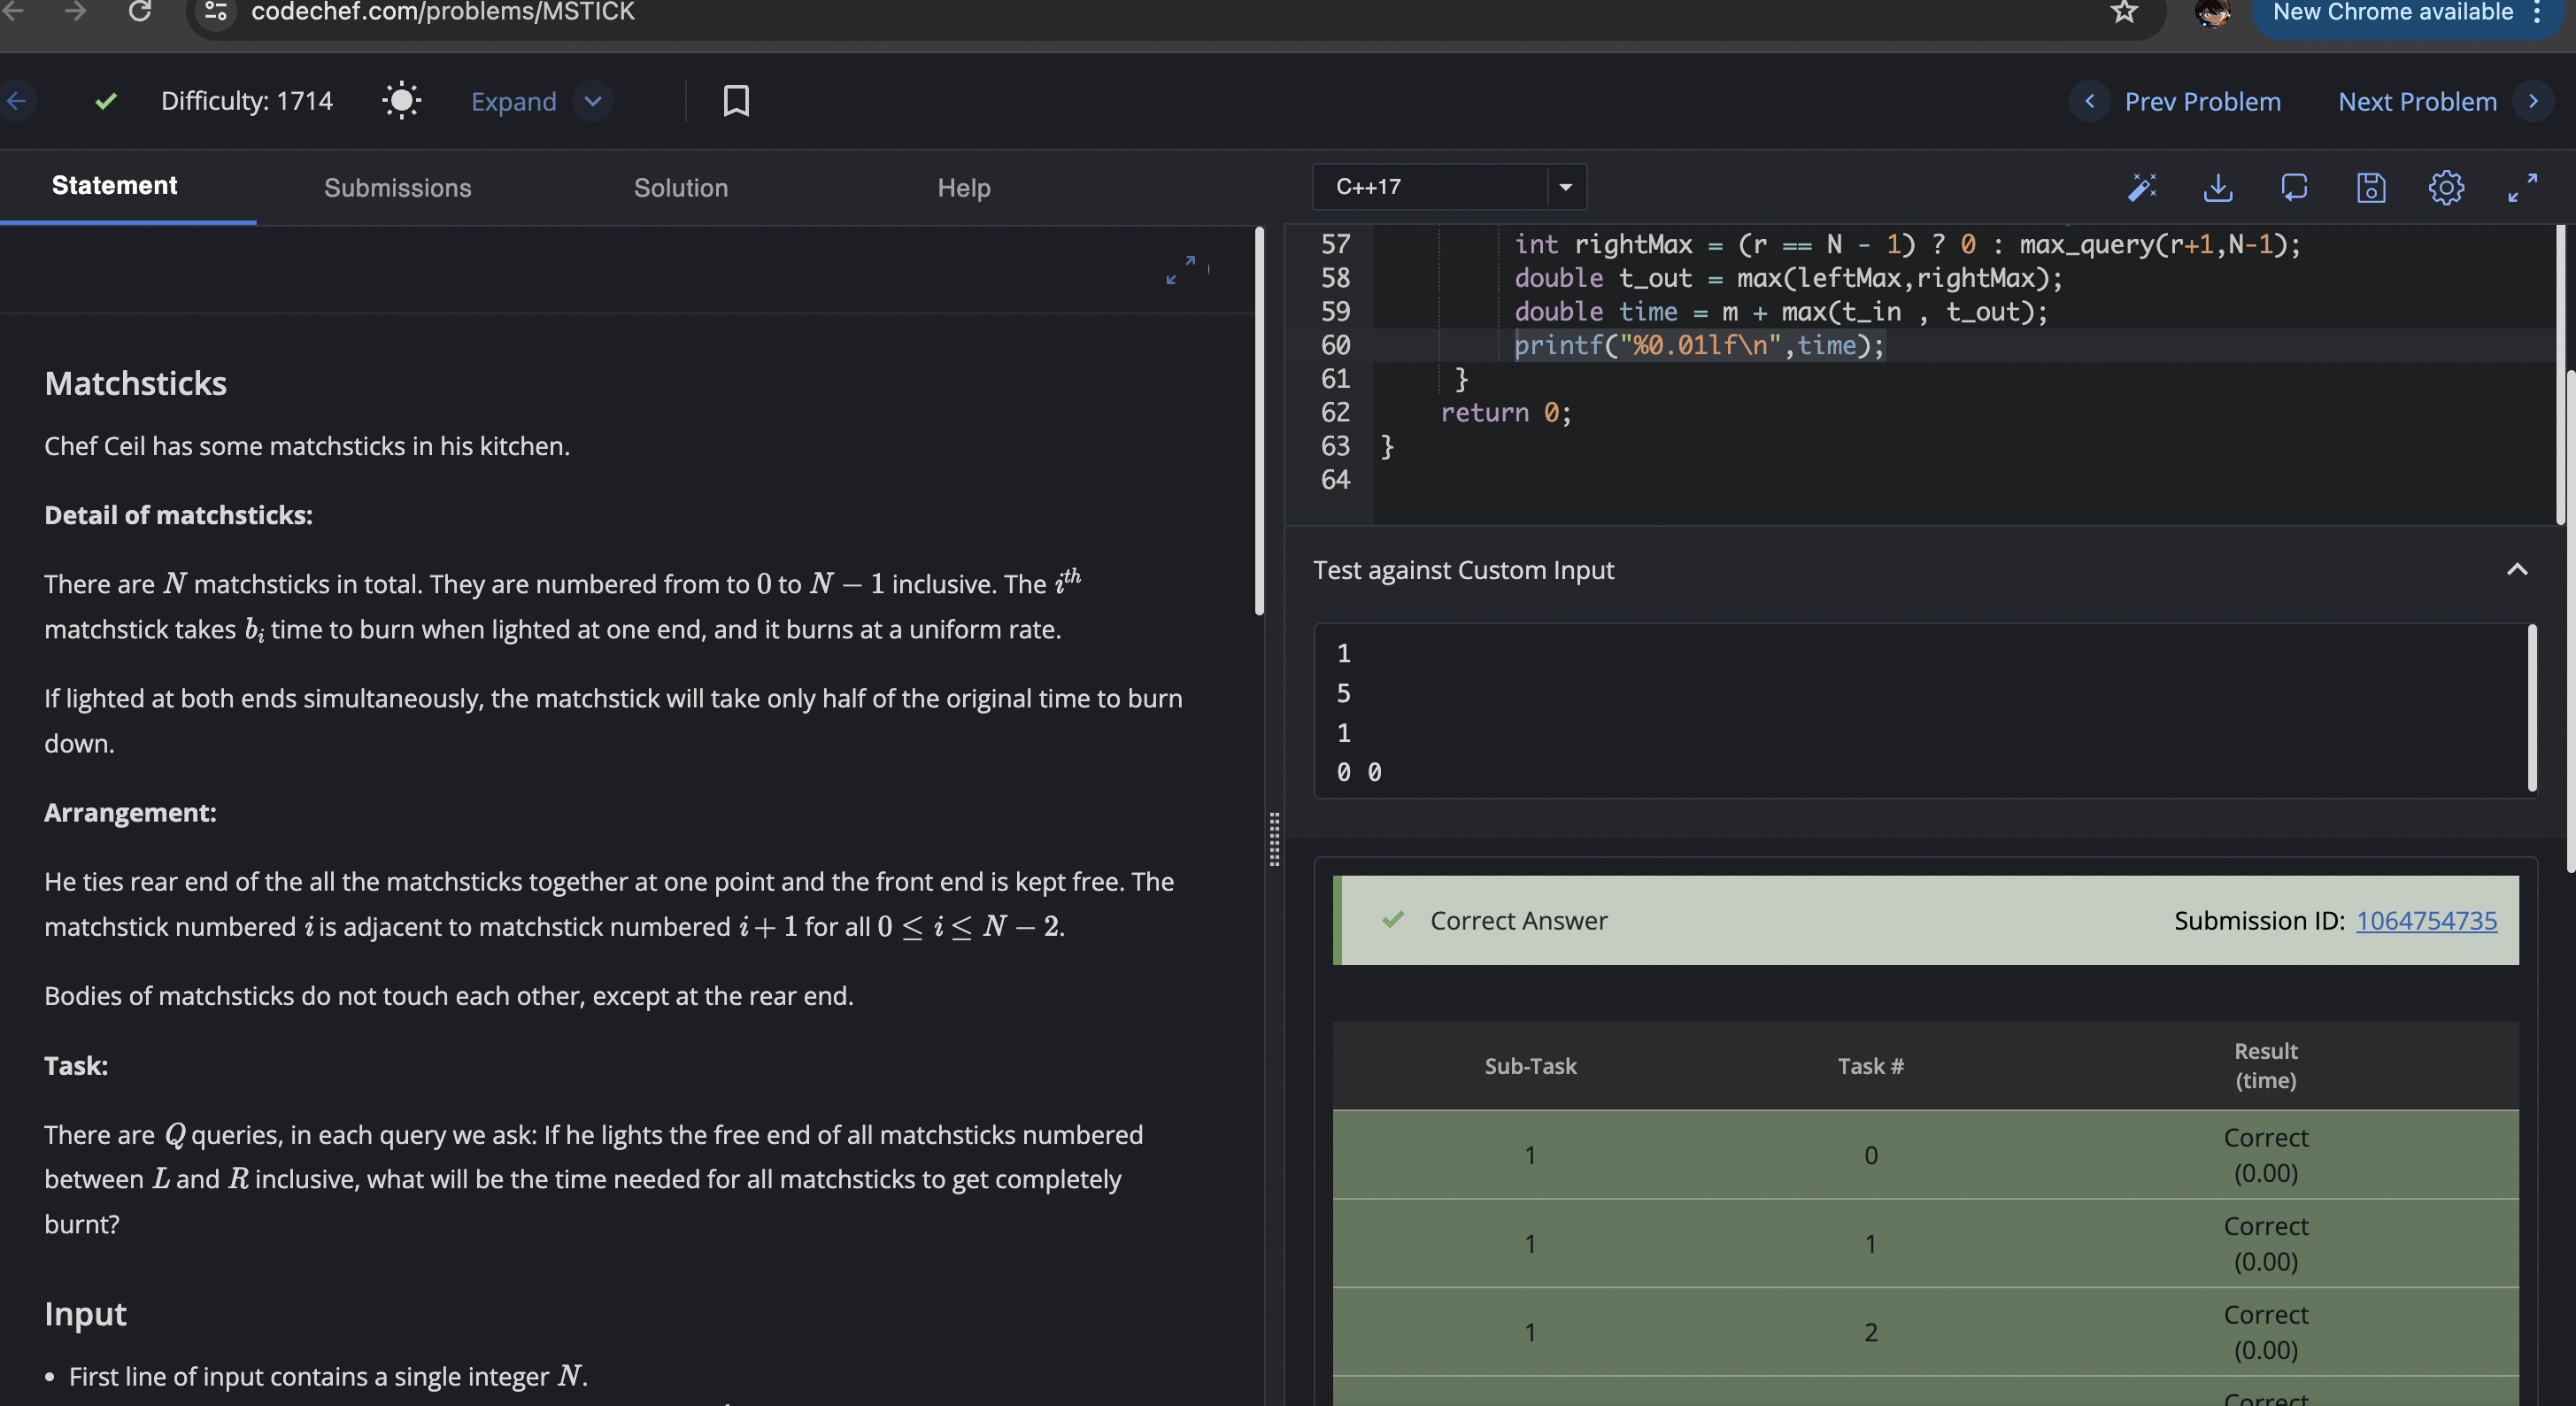 codechef.com/problems/MSTICK
New Chrome available
Difficulty: 1714
Expand
Prev Problem
Next Problem
Statement
Submissions
Solution
Help
Matchsticks
Chef Ceil has some matchsticks in his kitchen.
Detail of matchsticks:
There are N matchsticks in total. They are numbered from to 0 to N − 1 inclusive. The i^th
matchstick takes b_i time to burn when lighted at one end, and it burns at a uniform rate.
If lighted at both ends simultaneously, the matchstick will take only half of the original time to burn
down.
Arrangement:
He ties rear end of the all the matchsticks together at one point and the front end is kept free. The
matchstick numbered i is adjacent to matchstick numbered i + 1 for all 0 ≤ i ≤ N − 2.
Bodies of matchsticks do not touch each other, except at the rear end.
Task:
There are Q queries, in each query we ask: If he lights the free end of all matchsticks numbered
between L and R inclusive, what will be the time needed for all matchsticks to get completely
burnt?
Input
• First line of input contains a single integer N.
C++17
57 int rightMax = (r == N - 1) ? 0 : max_query(r+1,N-1);
58 double t_out = max(leftMax,rightMax);
59 double time = m + max(t_in , t_out);
60 printf("%0.01lf\n",time);
61 }
62 return 0;
63 }
64
Test against Custom Input
1
5
1
0 0
Correct Answer
Submission ID: 1064754735
Sub-Task Task # Result
(time)
1 0 Correct
(0.00)
1 1 Correct
(0.00)
1 2 Correct
(0.00)
Correct